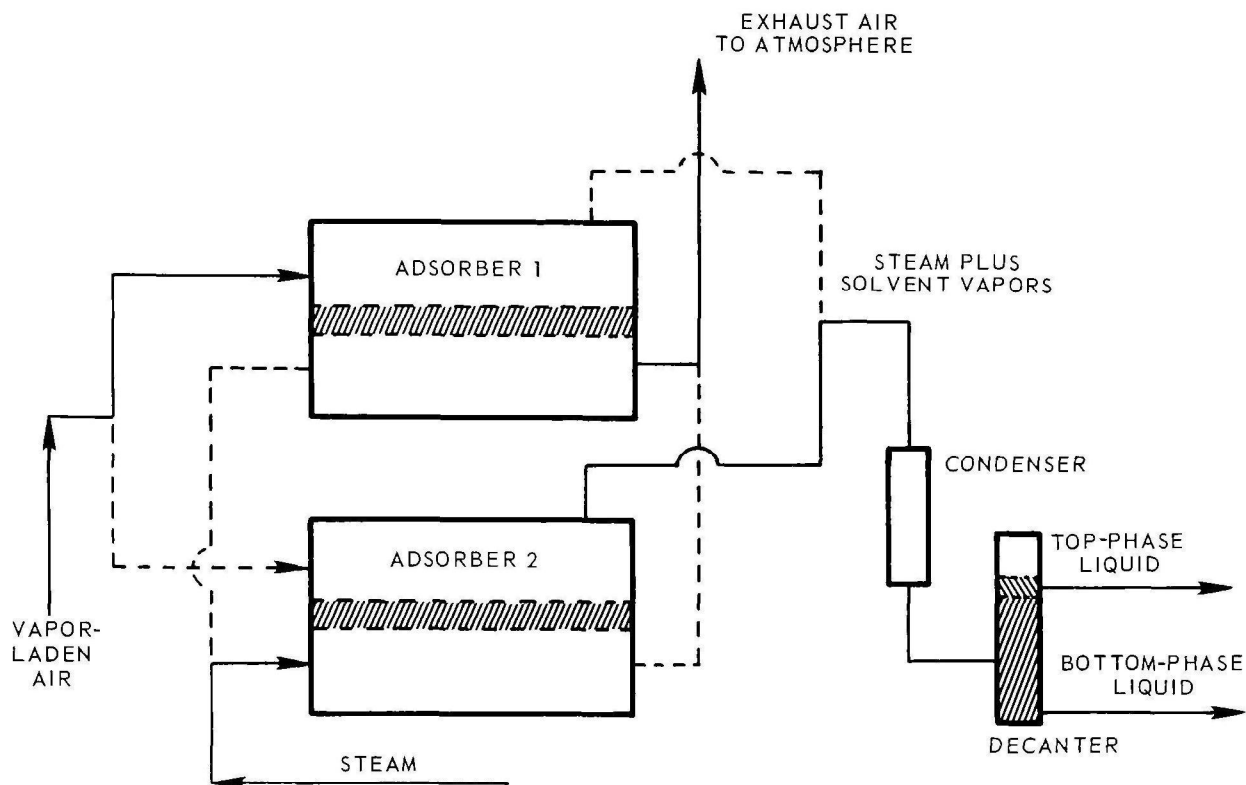 EXHAUST AIR
TO ATMOSPHERE
ADSORBER 1
STEAM PLUS
SOLVENT VAPORS
CONDENSER
ADSORBER 2
TOP-PHASE
LIQUID
VAPOR-
LADEN
AIR
BOTTOM-PHASE
LIQUID
DECANTER
STEAM